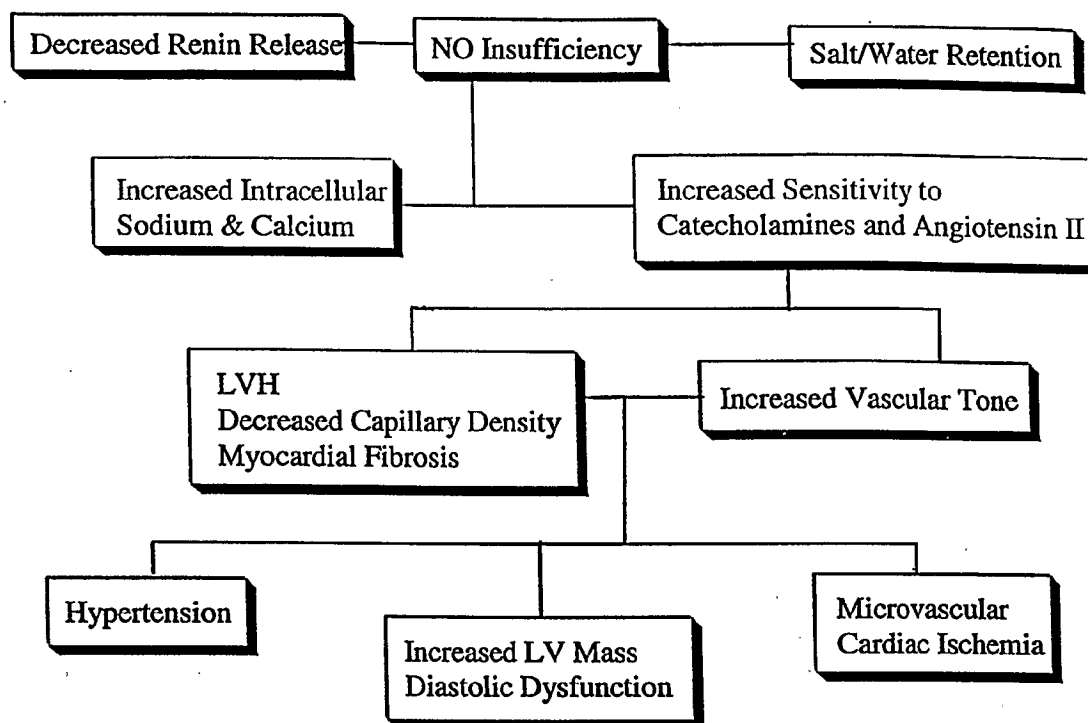 Decreased Renin Release
NO Insufficiency
Salt/Water Retention
Increased Intracellular
Sodium & Calcium
Increased Sensitivity to
Catecholamines and Angiotensin II
LVH
Decreased Capillary Density
Myocardial Fibrosis
Increased Vascular Tone
Hypertension
Increased LV Mass
Diastolic Dysfunction
Microvascular
Cardiac Ischemia